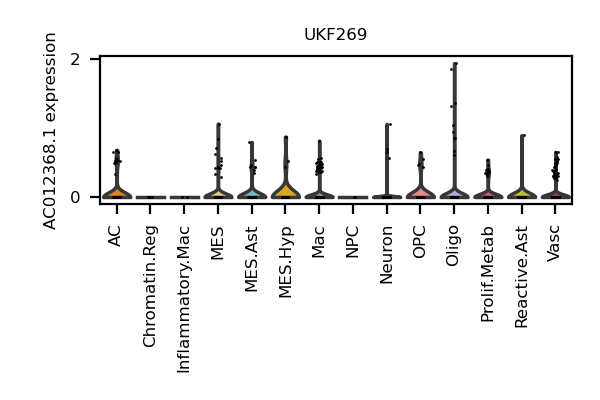 UKF269
AC012368.1 expression
2
0
AC
Chromatin.Reg
Inflammatory.Mac
MES
MES.Ast
MES.Hyp
Mac
NPC
Neuron
OPC
Oligo
Prolif.Metab
Reactive.Ast
Vasc